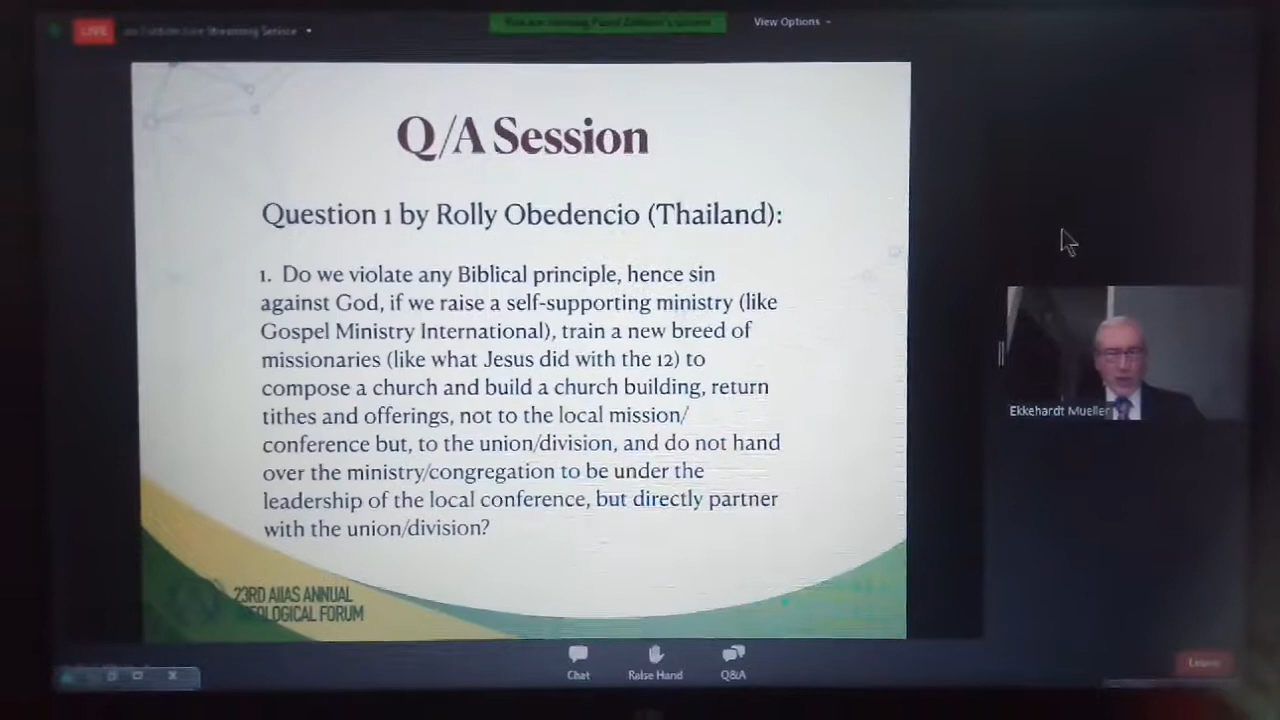 LIVE
View Options
Q/A Session
Question 1 by Rolly Obedencio (Thailand):
1. Do we violate any Biblical principle, hence sin
against God, if we raise a self-supporting ministry (like
Gospel Ministry International), train a new breed of
missionaries (like what Jesus did with the 12) to
compose a church and build a church building, return
tithes and offerings, not to the local mission/
conference but, to the union/division, and do not hand
over the ministry/congregation to be under the
leadership of the local conference, but directly partner
with the union/division?
Ekkehardt Mueller
23RD AIIAS ANNUAL
THEOLOGICAL FORUM
Chat
Raise Hand
Q&A
Leave